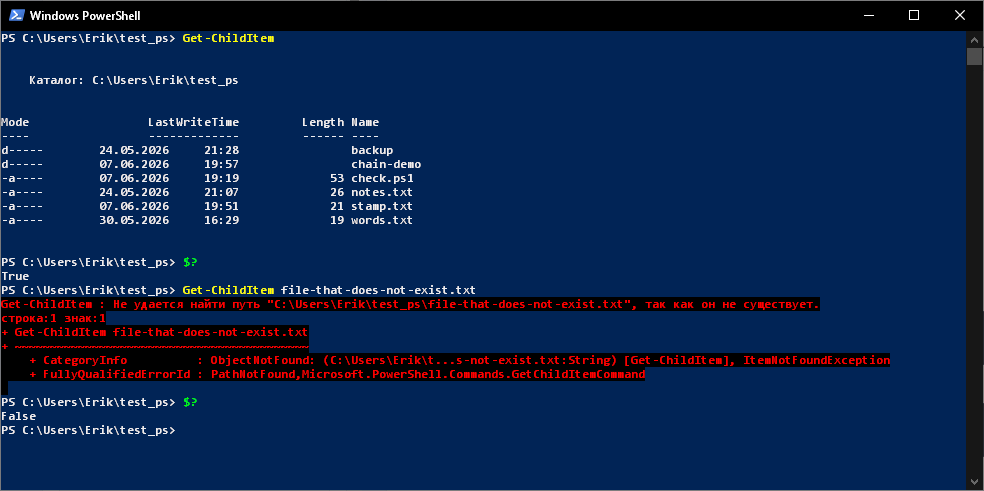 Windows PowerShell
PS C:\Users\Erik\test_ps> Get-ChildItem
Каталог: C:\Users\Erik\test_ps
Mode                 LastWriteTime         Length Name
----                 -------------         ------ ----
d-----        24.05.2026     21:28                backup
d-----        07.06.2026     19:57                chain-demo
-a----        07.06.2026     19:19             53 check.ps1
-a----        24.05.2026     21:07             26 notes.txt
-a----        07.06.2026     19:51             21 stamp.txt
-a----        30.05.2026     16:29             19 words.txt
PS C:\Users\Erik\test_ps> $?
True
PS C:\Users\Erik\test_ps> Get-ChildItem file-that-does-not-exist.txt
Get-ChildItem : Не удается найти путь "C:\Users\Erik\test_ps\file-that-does-not-exist.txt", так как он не существует.
строка:1 знак:1
+ Get-ChildItem file-that-does-not-exist.txt
+ ~~~~~~~~~~~~~~~~~~~~~~~~~~~~~~~~~~~~~~~~~~
    + CategoryInfo          : ObjectNotFound: (C:\Users\Erik\t...s-not-exist.txt:String) [Get-ChildItem], ItemNotFoundException
    + FullyQualifiedErrorId : PathNotFound,Microsoft.PowerShell.Commands.GetChildItemCommand
PS C:\Users\Erik\test_ps> $?
False
PS C:\Users\Erik\test_ps>